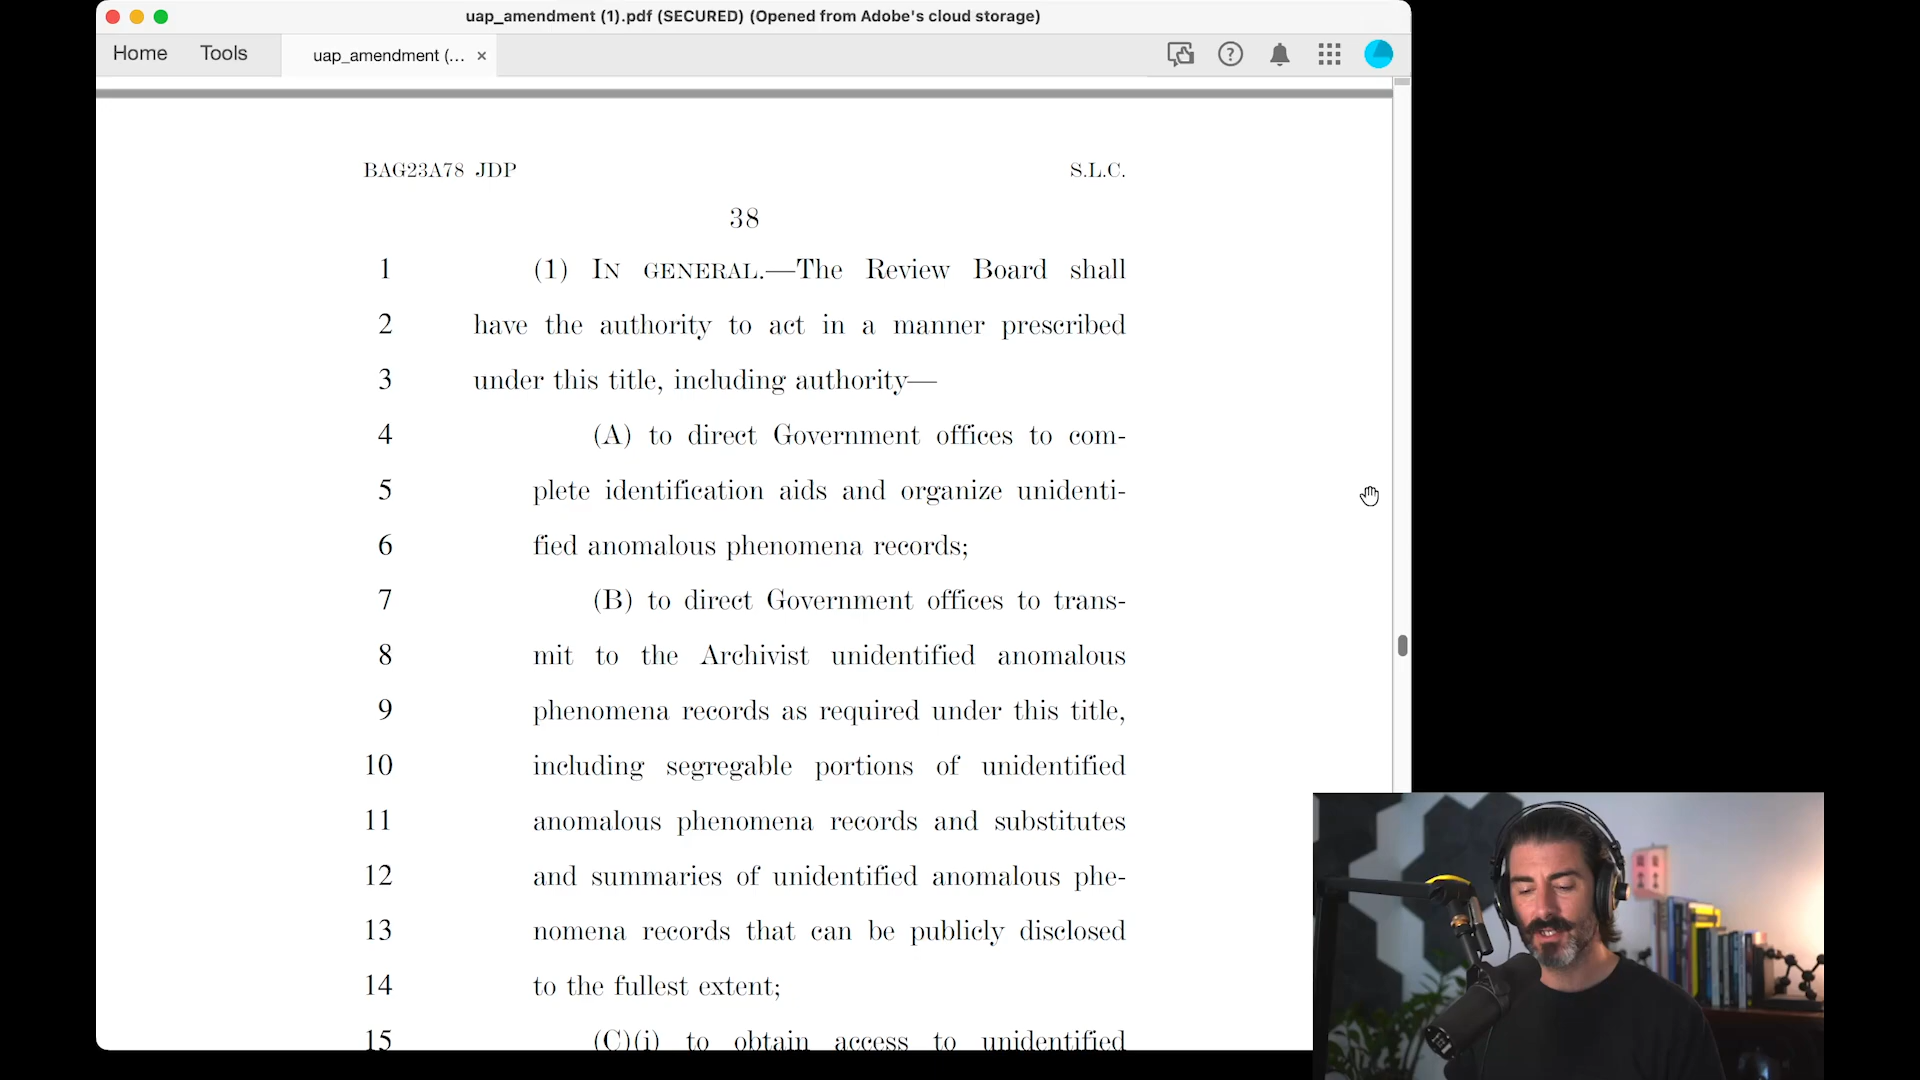 uap_amendment (1).pdf (SECURED) (Opened from Adobe's cloud storage)
Home Tools uap_amendment (... ×
BAG23A78 JDP S.L.C.
38
1 (1) IN GENERAL.—The Review Board shall
2 have the authority to act in a manner prescribed
3 under this title, including authority—
4 (A) to direct Government offices to com-
5 plete identification aids and organize unidenti-
6 fied anomalous phenomena records;
7 (B) to direct Government offices to trans-
8 mit to the Archivist unidentified anomalous
9 phenomena records as required under this title,
10 including segregable portions of unidentified
11 anomalous phenomena records and substitutes
12 and summaries of unidentified anomalous phe-
13 nomena records that can be publicly disclosed
14 to the fullest extent;
15 (C)(i) to obtain access to unidentified